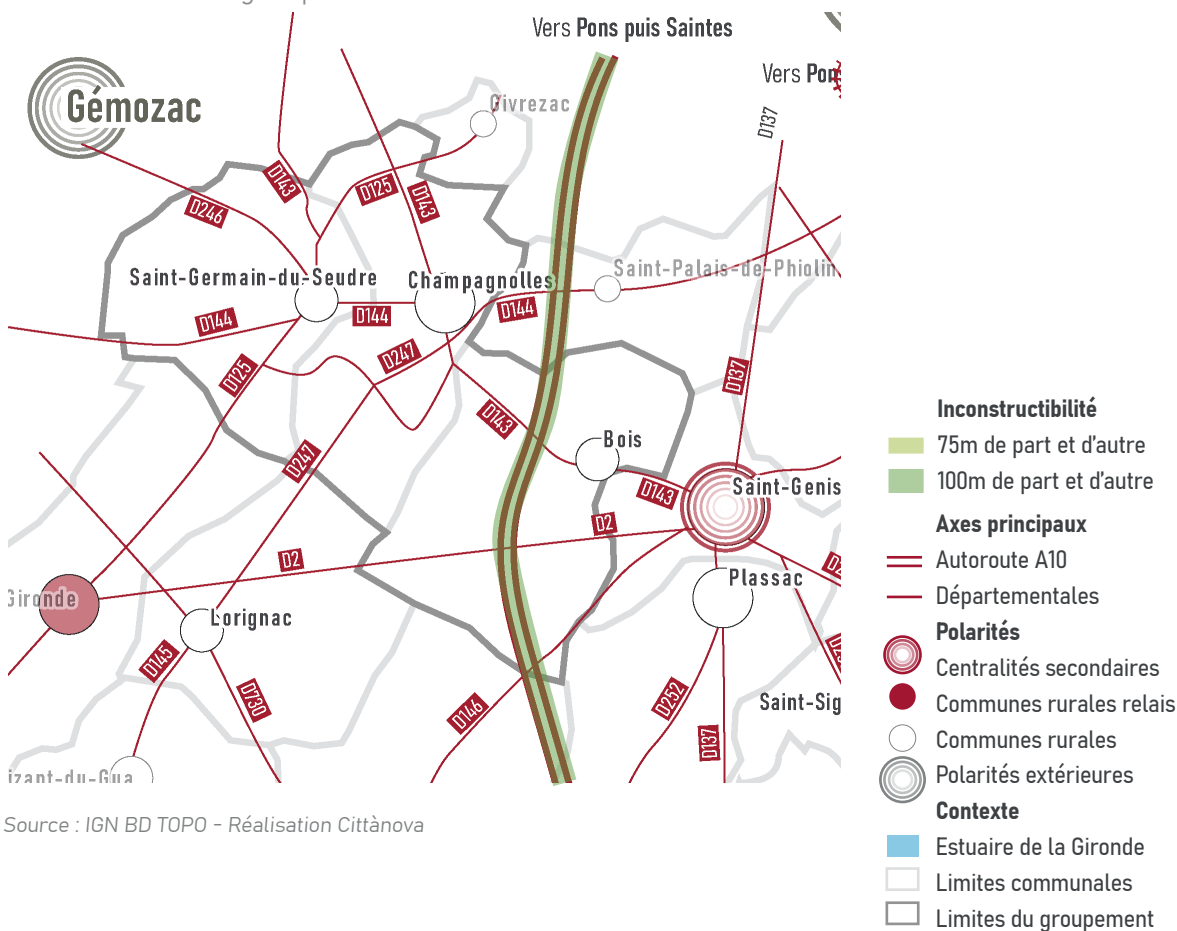 Vers Pons puis Saintes
Vers Pon
Gémozac
Givrezac
D137
D143
D125
D143
D246
Saint-Germain-du-Seudre
Champagnolles
Saint-Palais-de-Phiolin
D144
D144
D144
D247
D125
D137
D143
Bois
D247
D143
Saint-Genis
D2
D2
Plassac
Gironde
Lorignac
D145
D730
D146
D252
D137
Saint-Sig
izant-du-Gua
Source : IGN BD TOPO - Réalisation Cittànova
Inconstructibilité
75m de part et d'autre
100m de part et d'autre
Axes principaux
Autoroute A10
Départementales
Polarités
Centralités secondaires
Communes rurales relais
Communes rurales
Polarités extérieures
Contexte
Estuaire de la Gironde
Limites communales
Limites du groupement